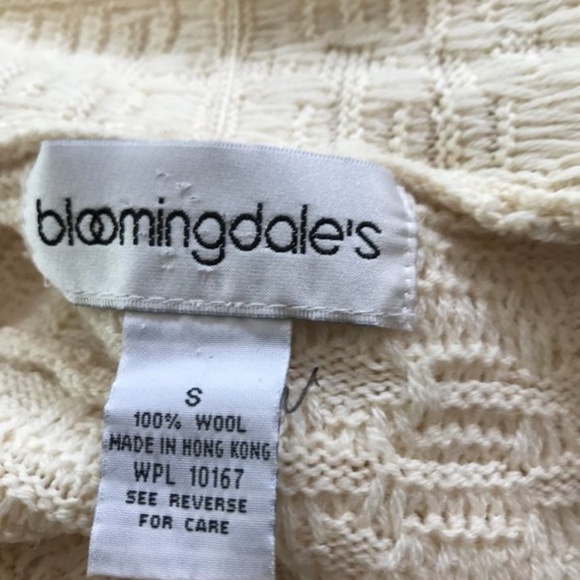 bloomingdale's
S
100% WOOL
MADE IN HONG KONG
WPL 10167
SEE REVERSE
FOR CARE